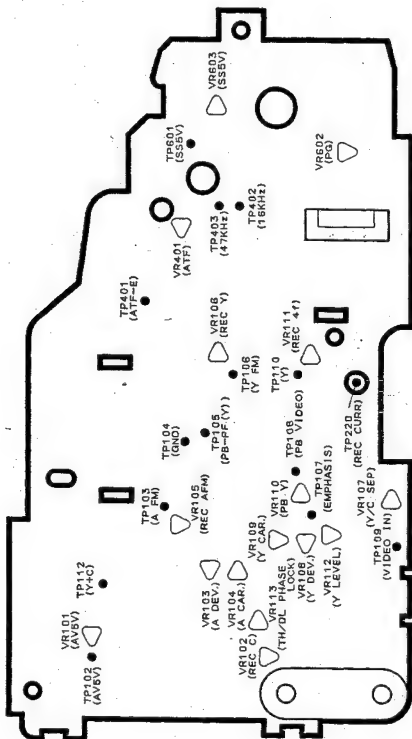 VR603
(SS5V)
TP601
(SS5V)
VR602
(PG)
TP403
(47KHz)
TP402
(16KHz)
VR401
(ATF)
TP401
(ATF-E)
VR106
(REC Y)
VR111
(REC 4f)
TP106
(Y FM)
TP110
(Y)
TP104
(GND)
TP105
(PB-PF.(Y))
TP108
(PB VIDEO)
TP220
(REC CURR)
TP103
(A FM)
VR105
(REC AFM)
VR110
(PB Y)
TP107
(EMPHASIS)
VR107
(Y/C SEP)
VR109
(Y CAR.)
VR108
(Y DEV.)
VR112
(Y LEVEL)
TP109
(VIDEO IN)
TP112
(Y+C)
VR103
(A DEV.)
VR104
(A CAR.)
VR113
(TH/DL PHASE
LOCK)
VR101
(AV5V)
TP102
(AV5V)
VR102
(REC C)